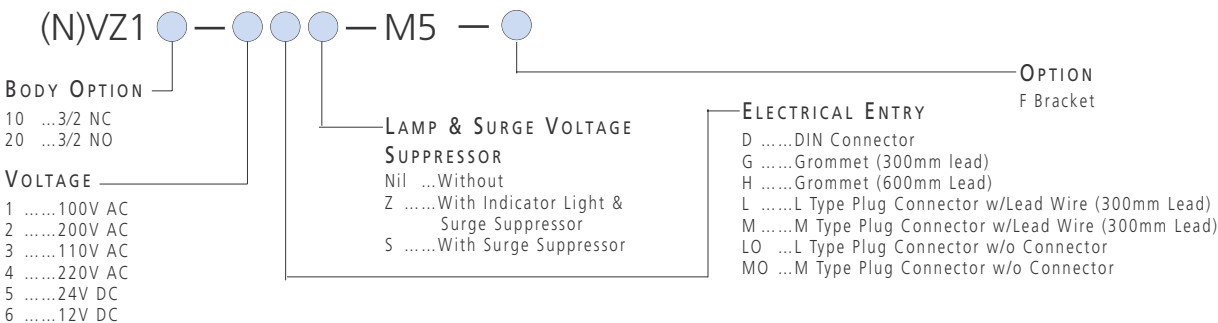 (N)VZ1 — — M5 —
BODY OPTION
10 ...3/2 NC
20 ...3/2 NO
VOLTAGE
1 ......100V AC
2 ......200V AC
3 ......110V AC
4 ......220V AC
5 ......24V DC
6 ......12V DC
LAMP & SURGE VOLTAGE
SUPPRESSOR
Nil ...Without
Z ......With Indicator Light &
Surge Suppressor
S ......With Surge Suppressor
ELECTRICAL ENTRY
D ......DIN Connector
G ......Grommet (300mm lead)
H ......Grommet (600mm Lead)
L ......L Type Plug Connector w/Lead Wire (300mm Lead)
M ......M Type Plug Connector w/Lead Wire (300mm Lead)
LO ...L Type Plug Connector w/o Connector
MO ...M Type Plug Connector w/o Connector
OPTION
F Bracket